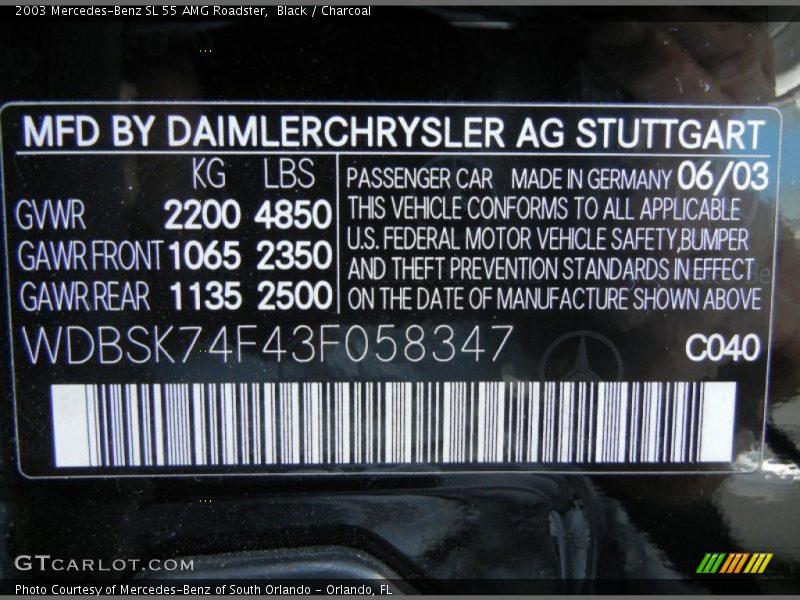 2003 Mercedes-Benz SL 55 AMG Roadster,  Black / Charcoal
MFD BY DAIMLERCHRYSLER AG STUTTGART
KG LBS
GVWR 2200 4850
GAWR FRONT 1065 2350
GAWR REAR 1135 2500
PASSENGER CAR MADE IN GERMANY 06/03
THIS VEHICLE CONFORMS TO ALL APPLICABLE
U.S. FEDERAL MOTOR VEHICLE SAFETY,BUMPER
AND THEFT PREVENTION STANDARDS IN EFFECT
ON THE DATE OF MANUFACTURE SHOWN ABOVE
WDBSK74F43F058347 C040
GTCARLOT.COM
Photo Courtesy of Mercedes-Benz of South Orlando - Orlando, FL